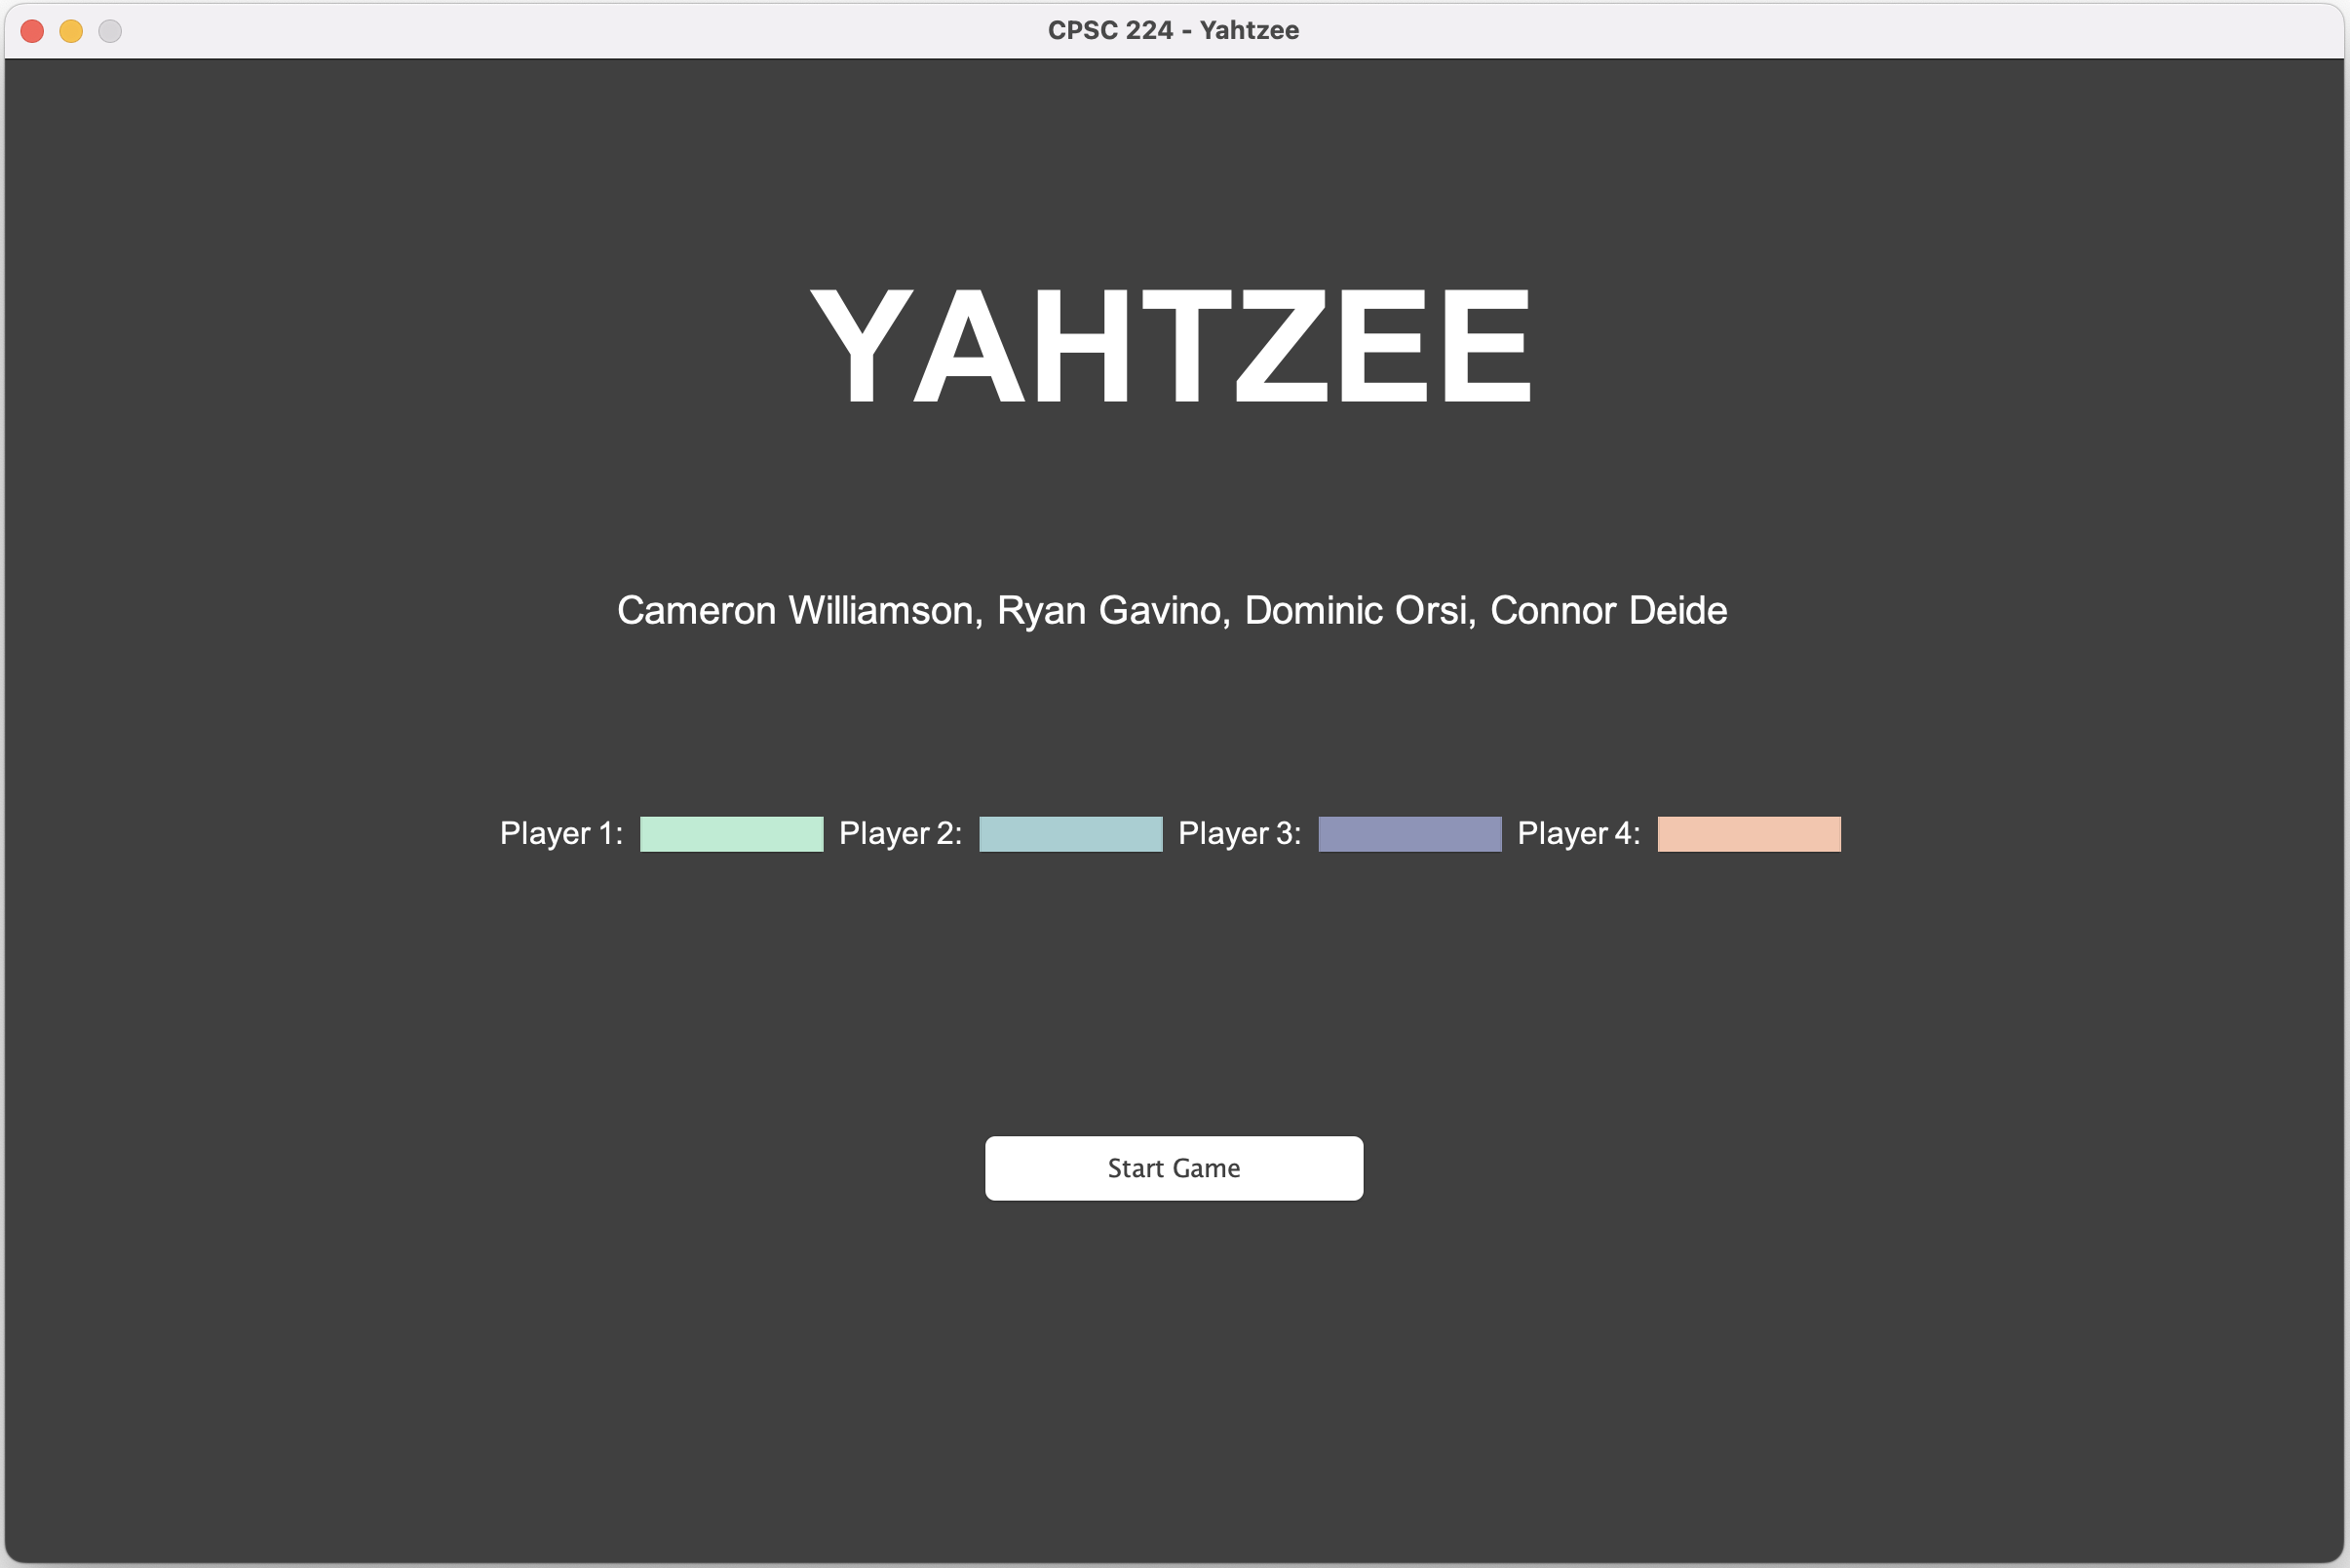 CPSC 224 - Yahtzee
YAHTZEE
Cameron Williamson, Ryan Gavino, Dominic Orsi, Connor Deide
Player 1: Player 2: Player 3: Player 4:
Start Game